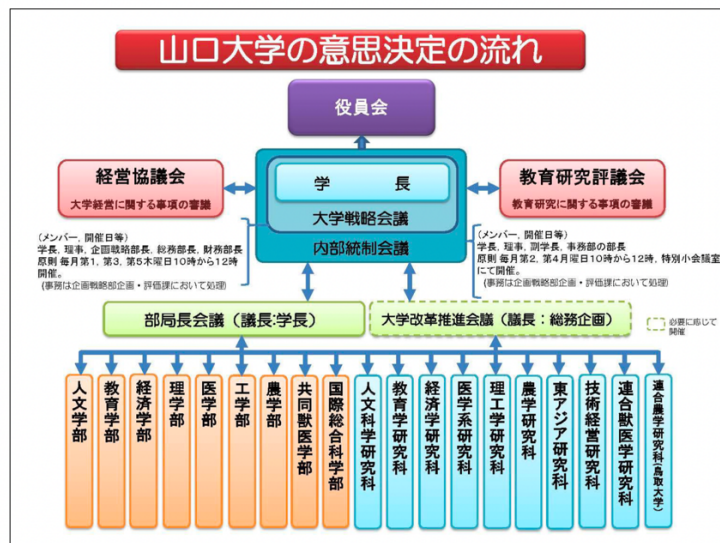 山口大学の意思決定の流れ
役員会
経営協議会
大学経営に関する事項の審議
学　長
大学戦略会議
内部統制会議
教育研究評議会
教育研究に関する事項の審議
(メンバー, 開催日等)
学長, 理事, 企画戦略部長, 総務部長, 財務部長
原則 毎月第1, 第3, 第5木曜日10時から12時
開催。
(事務は企画戦略部企画・評価課において処理)
(メンバー, 開催日等)
学長, 理事, 副学長, 事務部の部長
原則 毎月第2, 第4月曜日10時から12時, 特別小会議室
にて開催。
(事務は企画戦略部企画・評価課において処理)
部局長会議（議長:学長）
大学改革推進会議（議長：総務企画）
必要に応じて
開催
人文学部
教育学部
経済学部
理学部
医学部
工学部
農学部
共同獣医学部
国際総合科学部
人文科学研究科
教育学研究科
経済学研究科
医学系研究科
理工学研究科
農学研究科
東アジア研究科
技術経営研究科
連合獣医学研究科
連合農学研究科(鳥取大学)